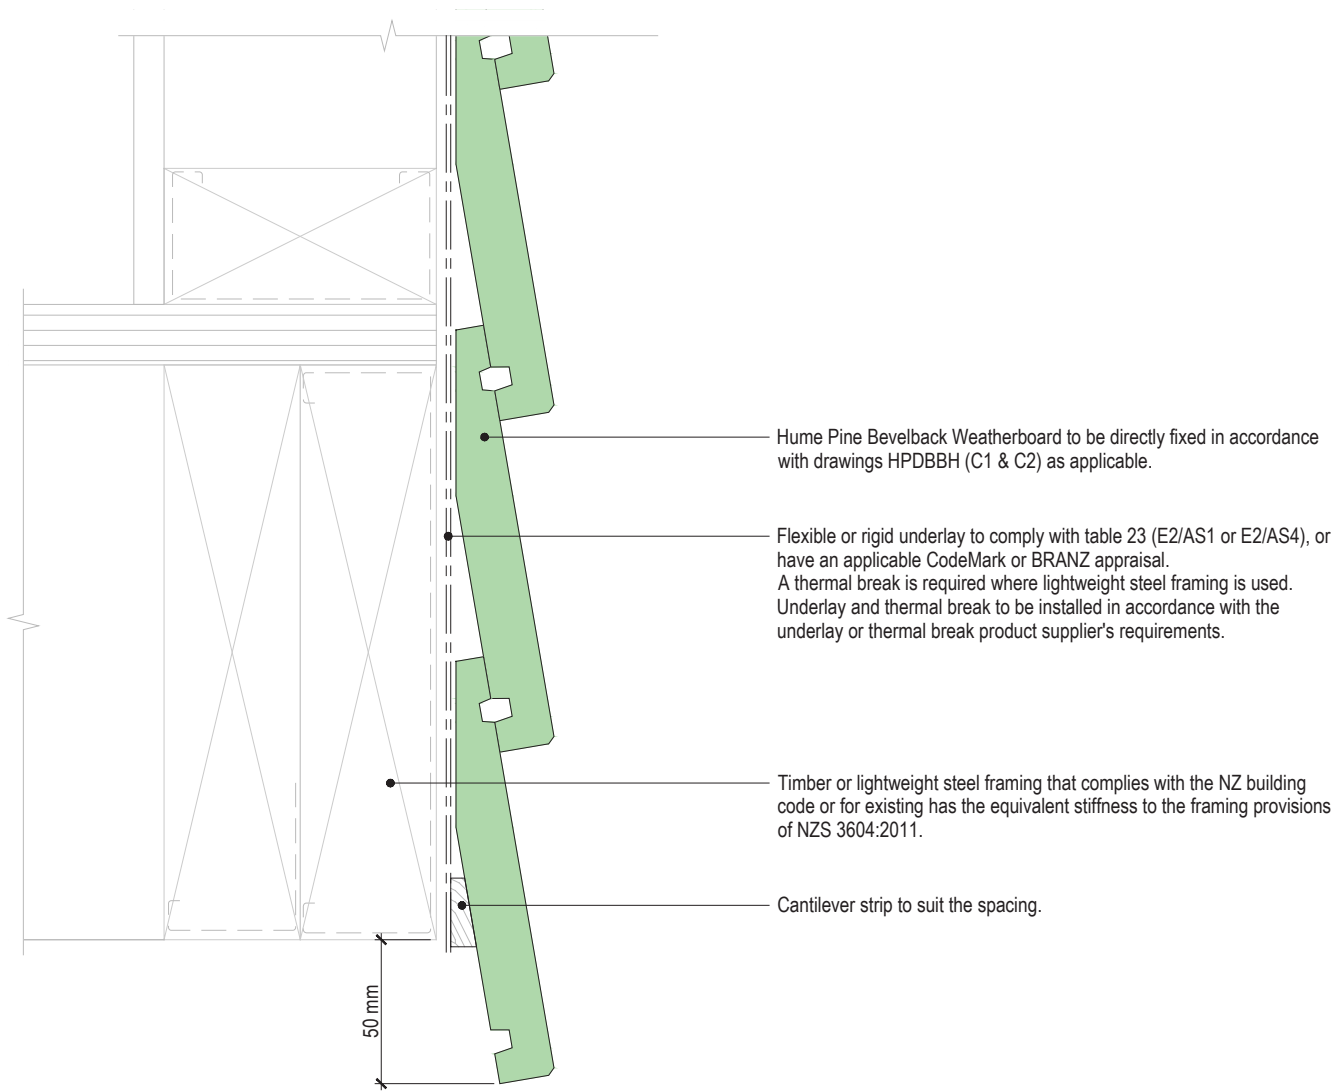 Hume Pine Bevelback Weatherboard to be directly fixed in accordance
with drawings HPDBBH (C1 & C2) as applicable.
Flexible or rigid underlay to comply with table 23 (E2/AS1 or E2/AS4), or
have an applicable CodeMark or BRANZ appraisal.
A thermal break is required where lightweight steel framing is used.
Underlay and thermal break to be installed in accordance with the
underlay or thermal break product supplier's requirements.
Timber or lightweight steel framing that complies with the NZ building
code or for existing has the equivalent stiffness to the framing provisions
of NZS 3604:2011.
Cantilever strip to suit the spacing.
50 mm